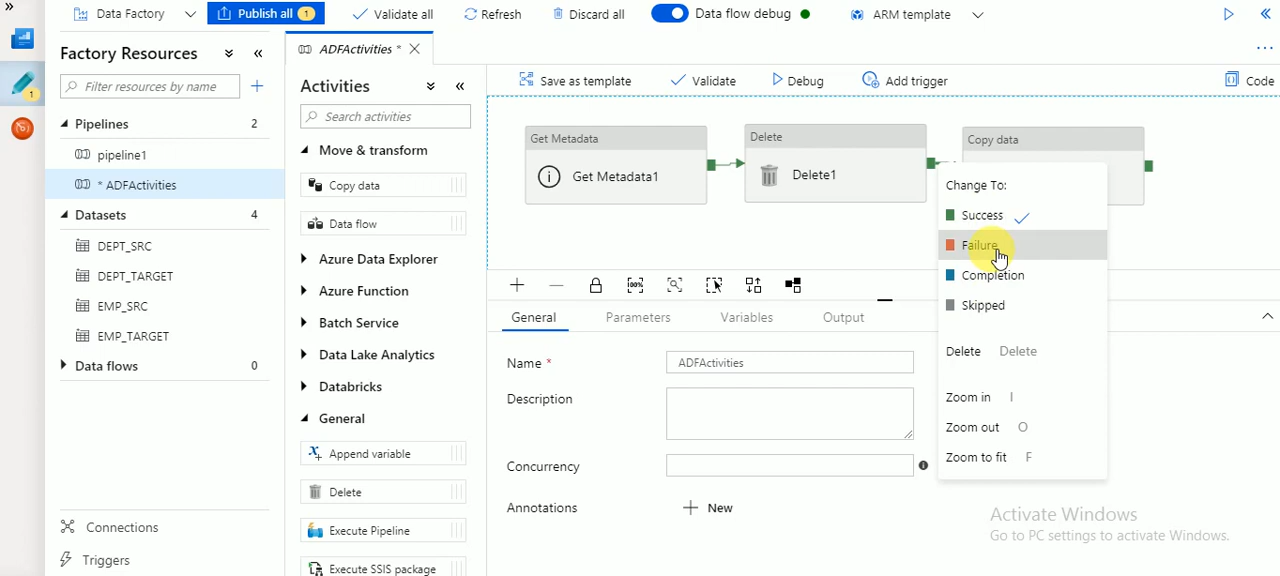 Data Factory
Publish all 1
Validate all
Refresh
Discard all
Data flow debug
ARM template
1
Factory Resources
Filter resources by name
Pipelines 2
pipeline1
* ADFActivities
Datasets 4
DEPT_SRC
DEPT_TARGET
EMP_SRC
EMP_TARGET
Data flows 0
Connections
Triggers
ADFActivities *
Activities
Search activities
Move & transform
Copy data
Data flow
Azure Data Explorer
Azure Function
Batch Service
Data Lake Analytics
Databricks
General
Append variable
Delete
Execute Pipeline
Execute SSIS package
Save as template
Validate
Debug
Add trigger
Code
Get Metadata
Get Metadata1
Delete
Delete1
Copy data
Change To:
Success
Failure
Completion
Skipped
Delete Delete
Zoom in I
Zoom out O
Zoom to fit F
100%
General
Parameters
Variables
Output
Name * ADFActivities
Description
Concurrency
Annotations
New
Activate Windows
Go to PC settings to activate Windows.